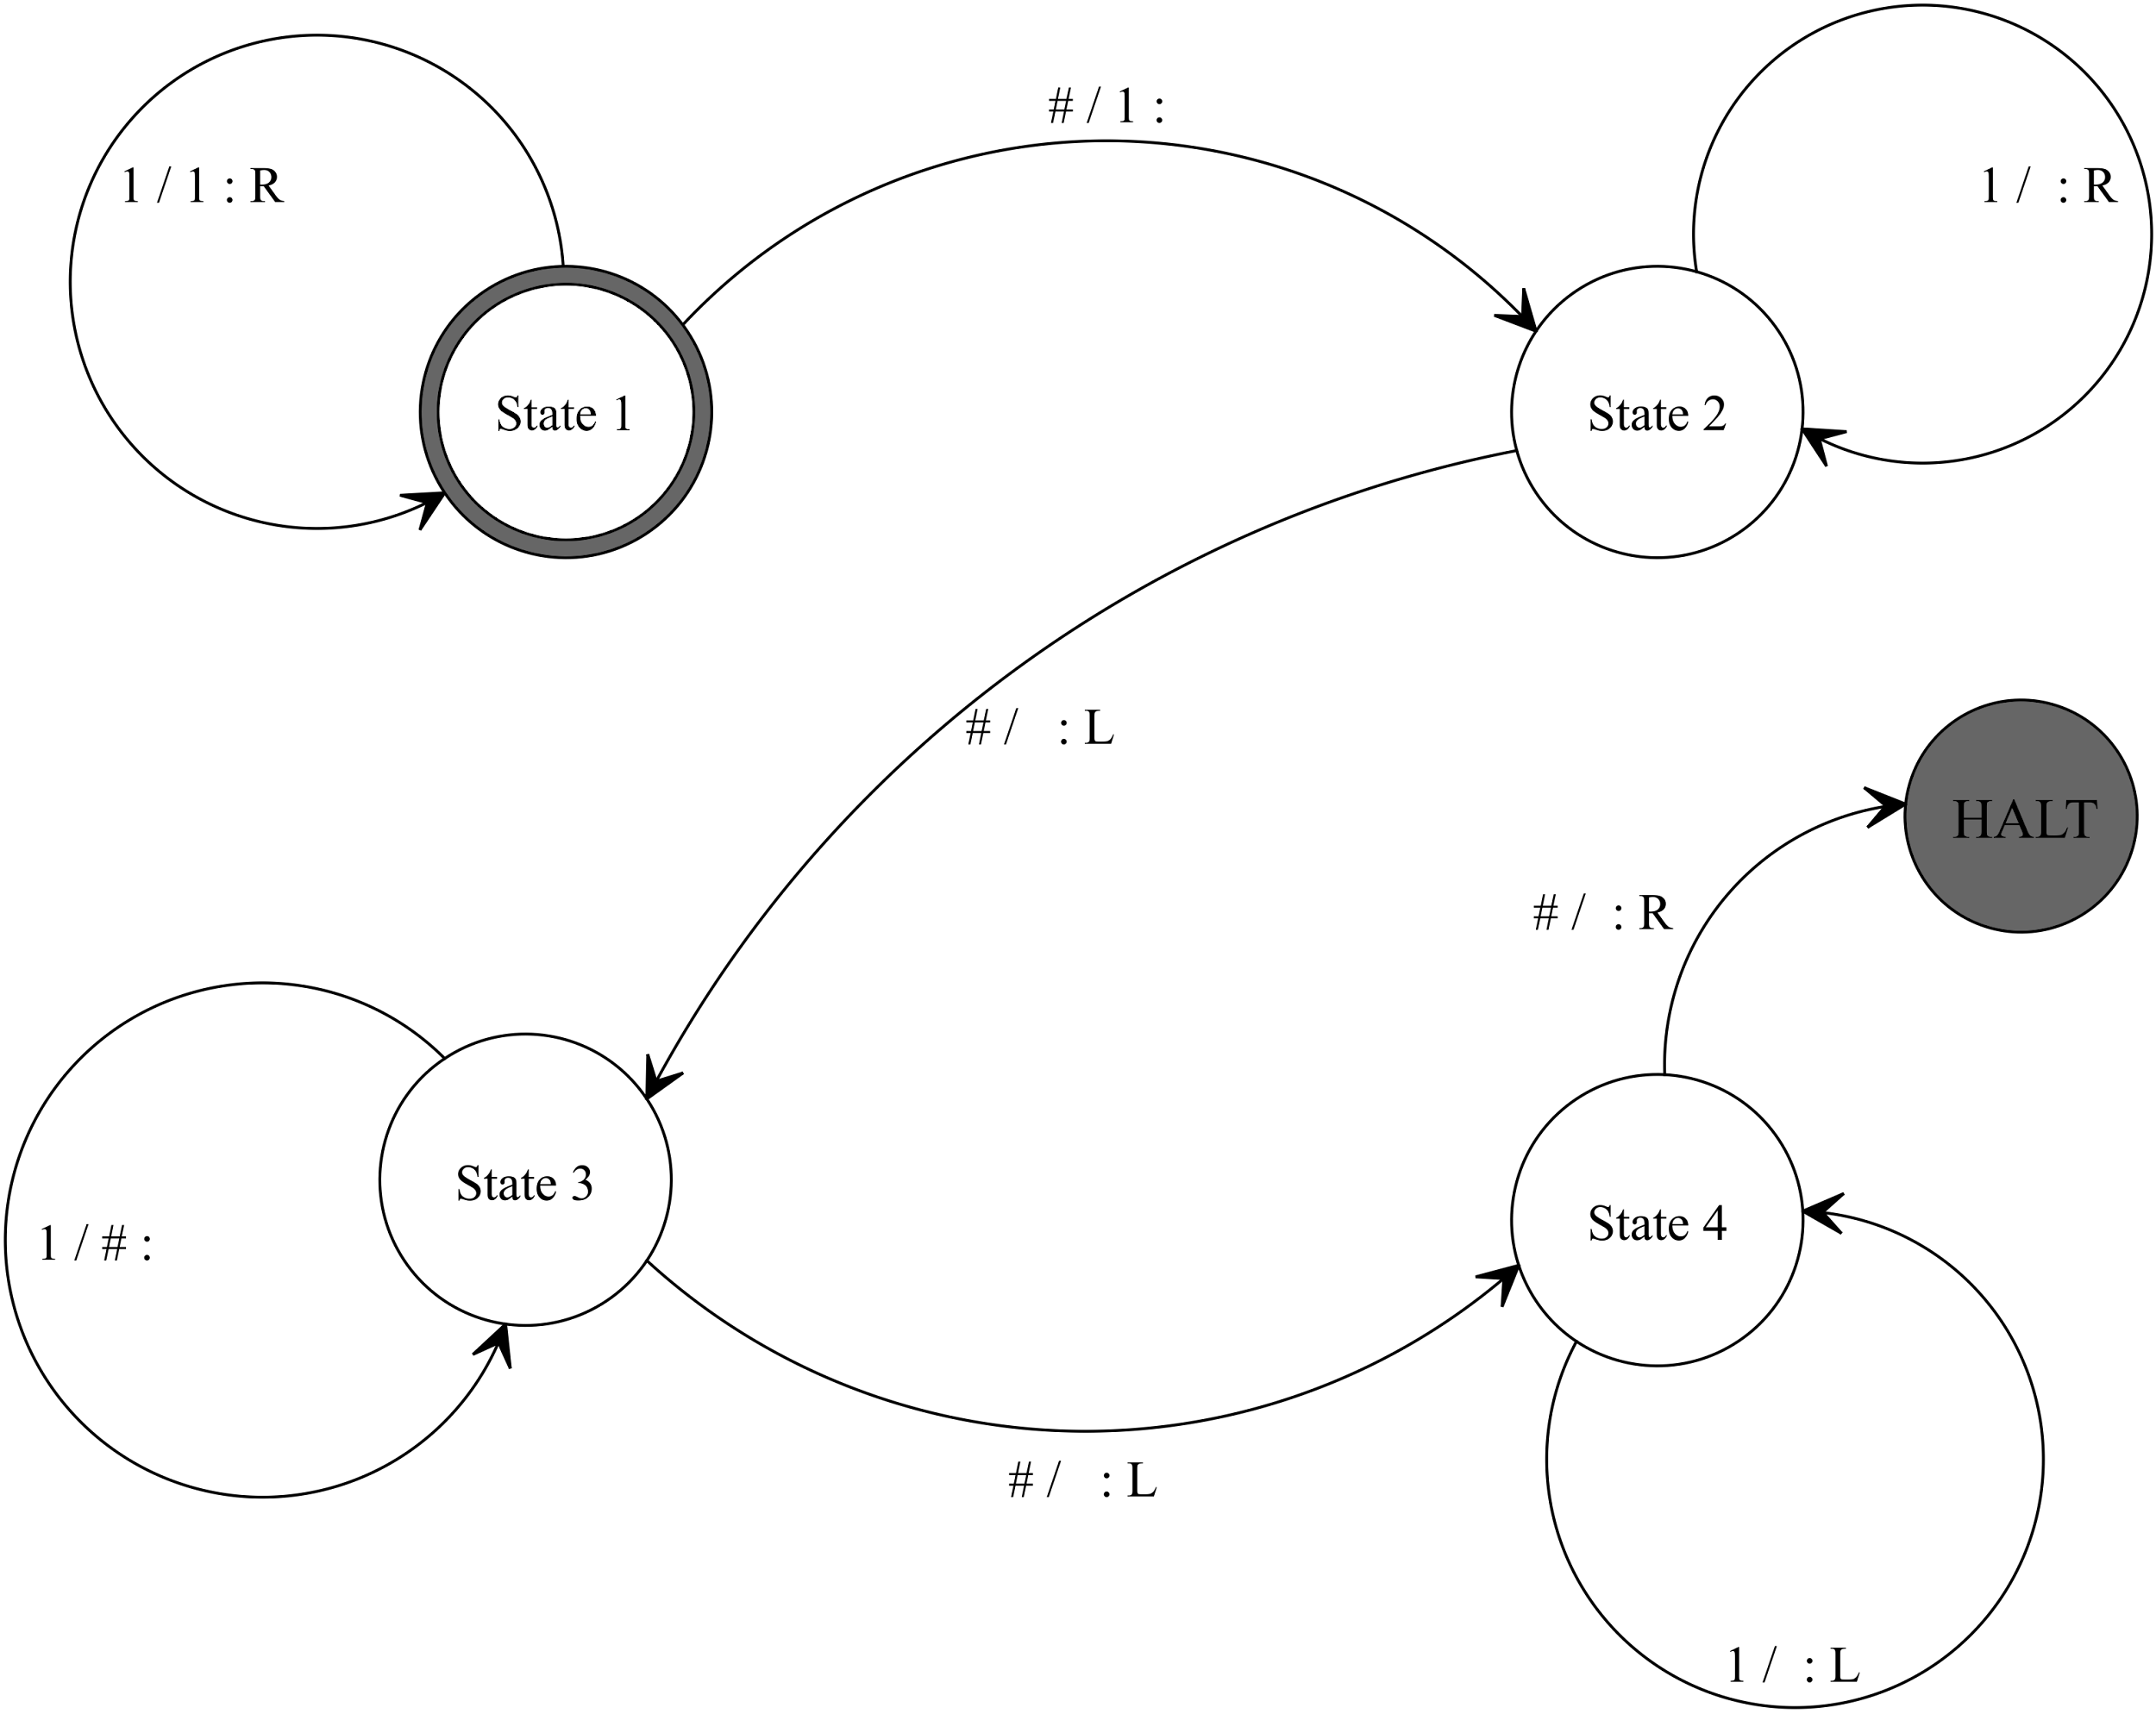 # / 1 :
1 / 1 : R
1 / : R
State 1
State 2
# / : L
HALT
# / : R
State 3
State 4
1 / # :
# / : L
1 / : L